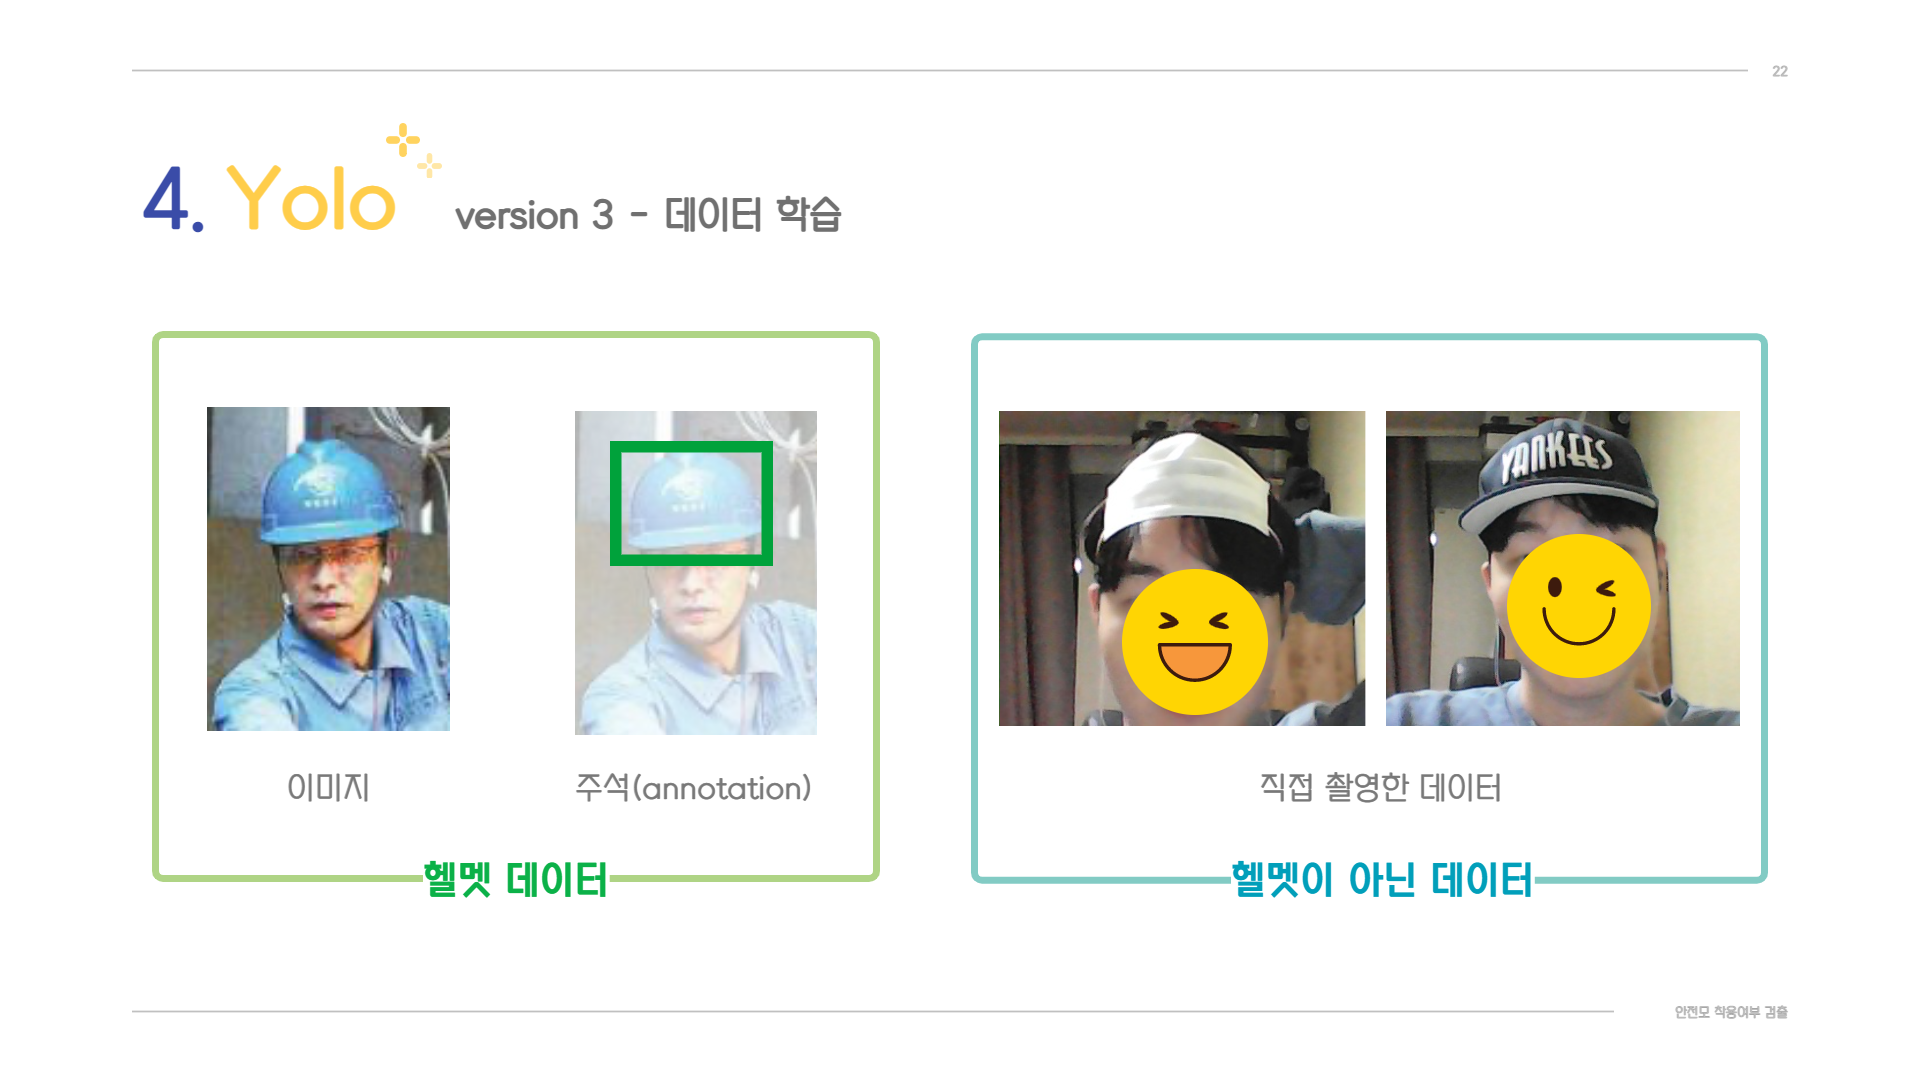 22
4. Yolo version 3 - 데이터 학습
YANKEES
이미지
주석(annotation)
직접 촬영한 데이터
헬멧 데이터
헬멧이 아닌 데이터
안전모 착용여부 검출